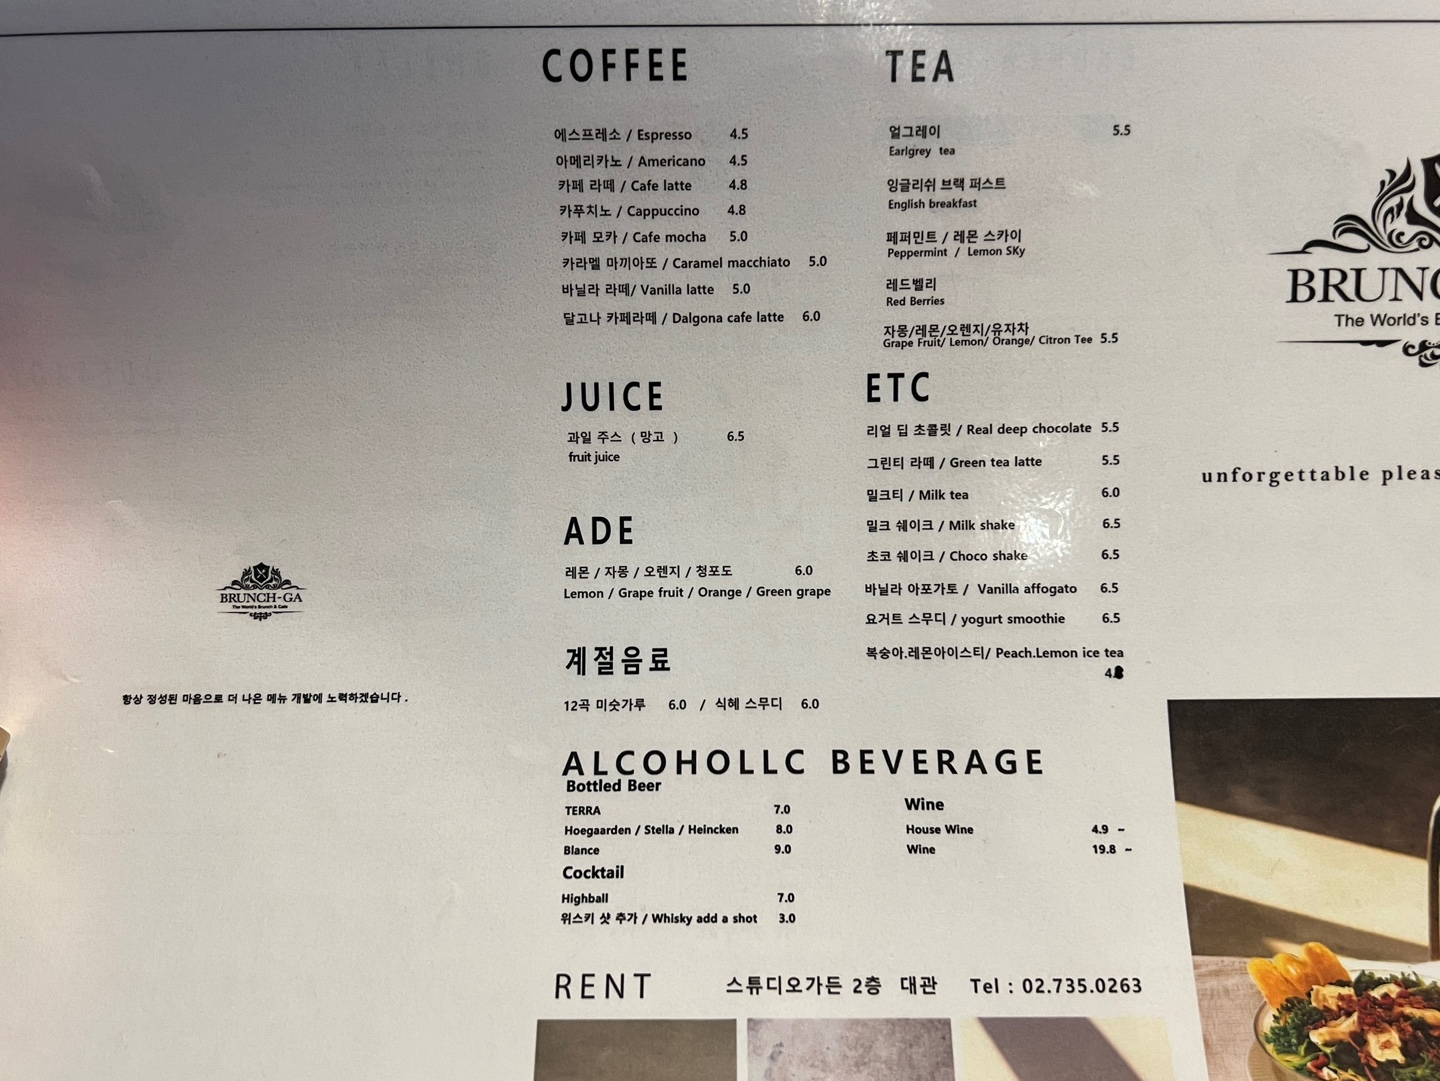 COFFEE
에스프레소 / Espresso 4.5
아메리카노 / Americano 4.5
카페 라떼 / Cafe latte 4.8
카푸치노 / Cappuccino 4.8
카페 모카 / Cafe mocha 5.0
카라멜 마끼아또 / Caramel macchiato 5.0
바닐라 라떼/ Vanilla latte 5.0
달고나 카페라떼 / Dalgona cafe latte 6.0
JUICE
과일 주스 ( 망고 ) 6.5
fruit juice
ADE
레몬 / 자몽 / 오렌지 / 청포도 6.0
Lemon / Grape fruit / Orange / Green grape
계절음료
12곡 미숫가루 6.0 / 식혜 스무디 6.0
TEA
얼그레이 5.5
Earlgrey tea
잉글리쉬 브랙 퍼스트
English breakfast
페퍼민트 / 레몬 스카이
Peppermint / Lemon SKy
레드벨리
Red Berries
자몽/레몬/오렌지/유자차
Grape Fruit/ Lemon/ Orange/ Citron Tee 5.5
ETC
리얼 딥 초콜릿 / Real deep chocolate 5.5
그린티 라떼 / Green tea latte 5.5
밀크티 / Milk tea 6.0
밀크 쉐이크 / Milk shake 6.5
초코 쉐이크 / Choco shake 6.5
바닐라 아포가토 / Vanilla affogato 6.5
요거트 스무디 / yogurt smoothie 6.5
복숭아.레몬아이스티/ Peach.Lemon ice tea
ALCOHOLLC BEVERAGE
Bottled Beer
TERRA 7.0
Hoegaarden / Stella / Heincken 8.0
Blance 9.0
Cocktail
Highball 7.0
위스키 샷 추가 / Whisky add a shot 3.0
Wine
House Wine 4.9 ~
Wine 19.8 ~
RENT 스튜디오가든 2층 대관 Tel : 02.735.0263
BRUNCH-GA
The World's Brunch & Cafe
항상 정성된 마음으로 더 나은 메뉴 개발에 노력하겠습니다 .
BRUN
The World's
unforgettable